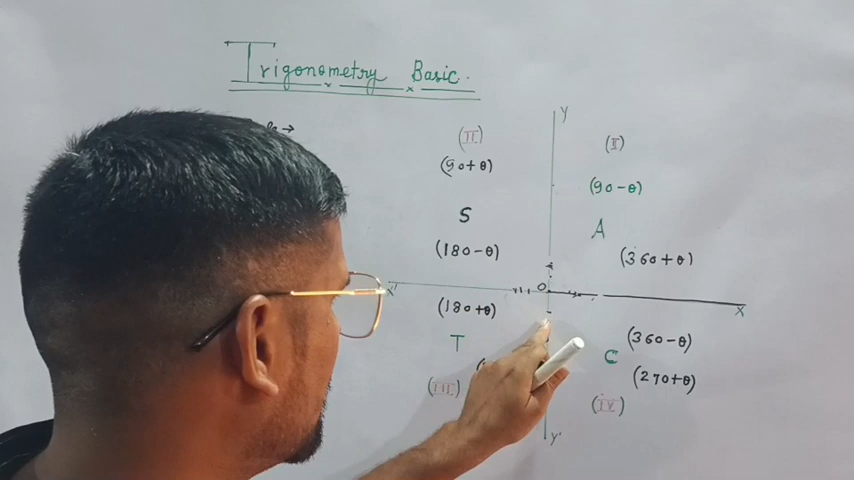 Trigonometry Basic.
Y
(II)
(I)
(90+θ)
(90-θ)
S
A
(180-θ)
(360+θ)
X'
O
X
(180+θ)
(360-θ)
T
C
(270+θ)
(III)
(IV)
Y'